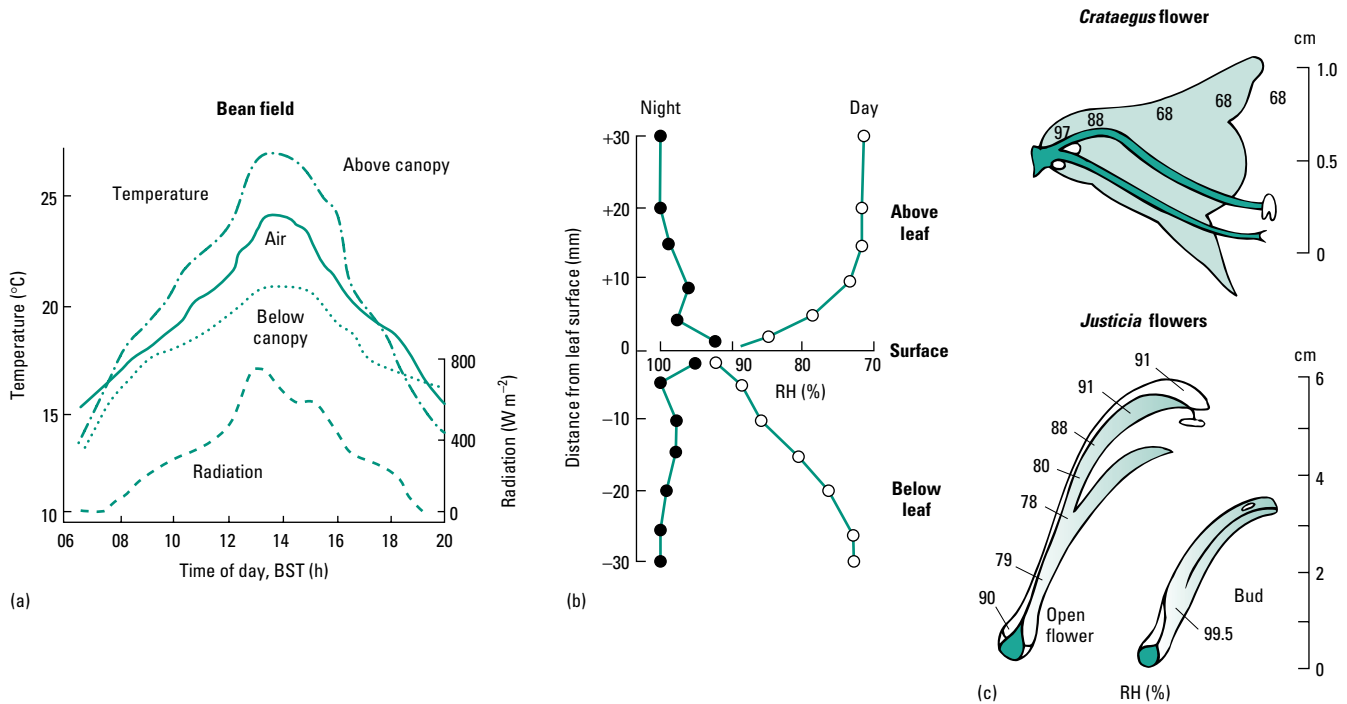 Bean field
Temperature
Above canopy
Air
Below
canopy
Radiation
Temperature (°C)
25
20
15
10
Radiation (W m⁻²)
800
400
0
06 08 10 12 14 16 18 20
Time of day, BST (h)
(a)
Night Day
Distance from leaf surface (mm)
+30
+20
+10
0
−10
−20
−30
100 90 80 70
RH (%)
Above
leaf
Surface
Below
leaf
(b)
Crataegus flower
cm
1.0
0.5
0
97 88 68 68 68
Justicia flowers
cm
6
4
2
0
91
91
88
80
78
79
90
Open
flower
Bud
99.5
(c) RH (%)